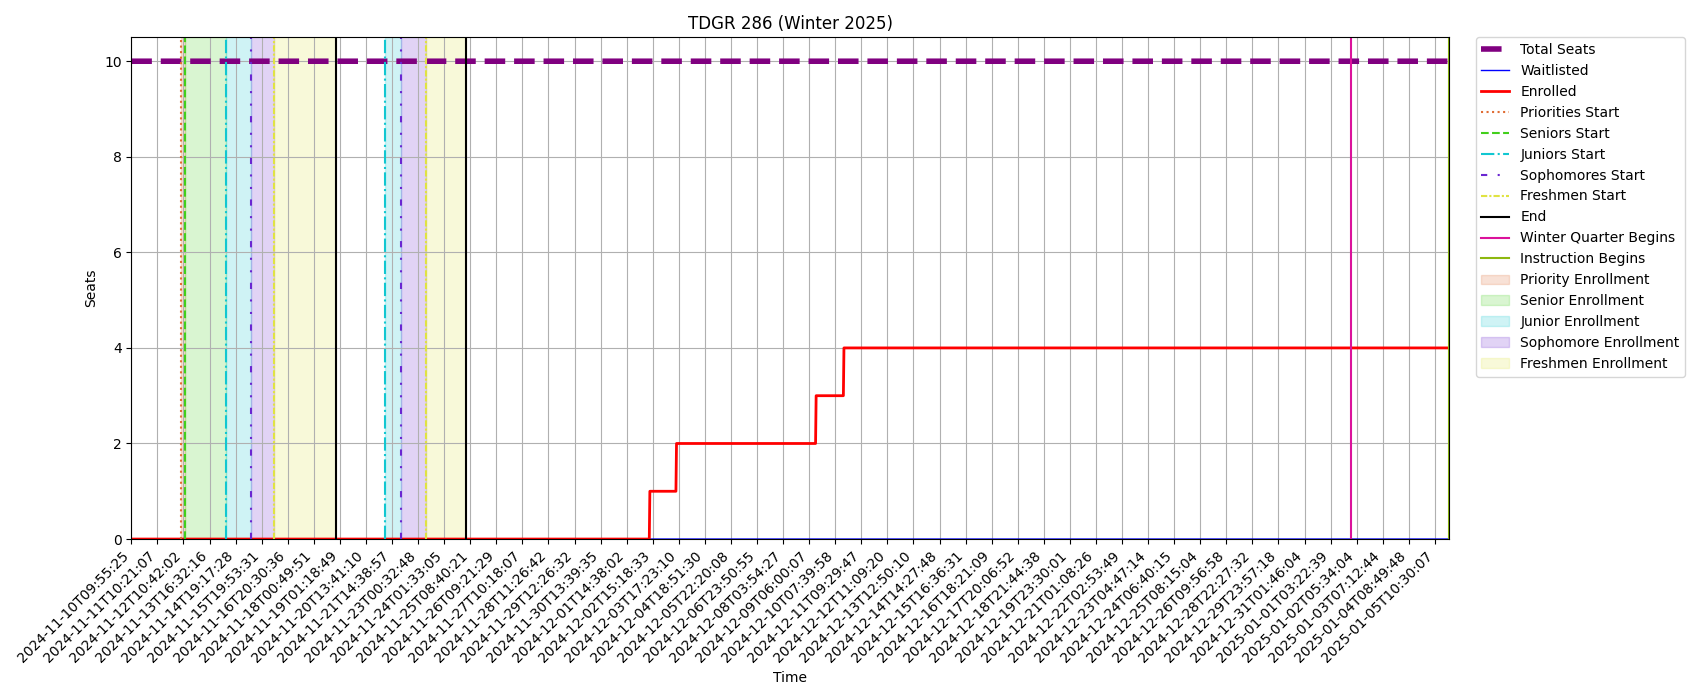 TDGR 286 (Winter 2025)
10
8
6
4
2
0
Seats
2024-11-10T09:55:25
2024-11-11T10:21:07
2024-11-12T10:42:02
2024-11-13T16:32:16
2024-11-14T19:17:28
2024-11-15T19:53:31
2024-11-16T20:30:36
2024-11-18T00:49:51
2024-11-19T01:18:49
2024-11-20T13:41:10
2024-11-21T14:38:57
2024-11-23T00:32:48
2024-11-24T01:33:05
2024-11-25T08:40:21
2024-11-26T09:21:29
2024-11-27T10:18:07
2024-11-28T11:26:42
2024-11-29T12:26:32
2024-11-30T13:39:35
2024-12-01T14:38:02
2024-12-02T15:18:33
2024-12-03T17:23:10
2024-12-04T18:51:30
2024-12-05T22:20:08
2024-12-06T23:50:55
2024-12-08T03:54:27
2024-12-09T06:00:07
2024-12-10T07:39:58
2024-12-11T09:29:47
2024-12-12T11:09:20
2024-12-13T12:50:10
2024-12-14T14:27:48
2024-12-15T16:36:31
2024-12-16T18:21:09
2024-12-17T20:06:52
2024-12-18T21:44:38
2024-12-19T23:30:01
2024-12-21T01:08:26
2024-12-22T02:53:49
2024-12-23T04:47:14
2024-12-24T06:40:15
2024-12-25T08:15:04
2024-12-26T09:56:58
2024-12-28T22:27:32
2024-12-29T23:57:18
2024-12-31T01:46:04
2025-01-01T03:22:39
2025-01-02T05:34:04
2025-01-03T07:12:44
2025-01-04T08:49:48
2025-01-05T10:30:07
Time
Total Seats
Waitlisted
Enrolled
Priorities Start
Seniors Start
Juniors Start
Sophomores Start
Freshmen Start
End
Winter Quarter Begins
Instruction Begins
Priority Enrollment
Senior Enrollment
Junior Enrollment
Sophomore Enrollment
Freshmen Enrollment